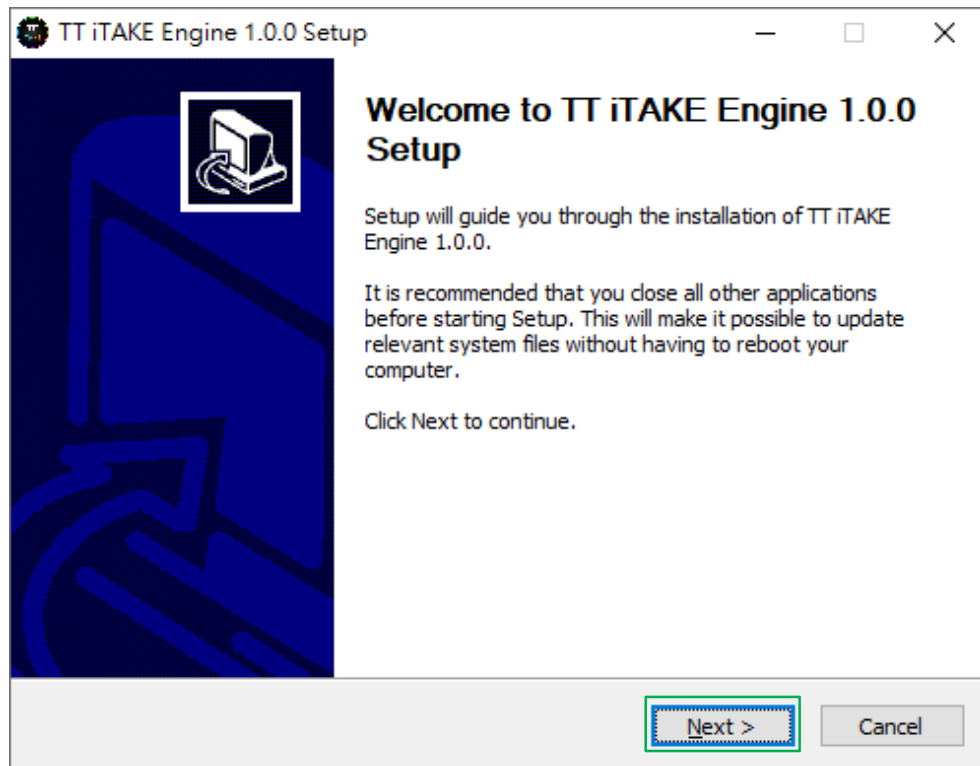 TT iTAKE Engine 1.0.0 Setup
Welcome to TT iTAKE Engine 1.0.0
Setup
Setup will guide you through the installation of TT iTAKE
Engine 1.0.0.
It is recommended that you close all other applications
before starting Setup. This will make it possible to update
relevant system files without having to reboot your
computer.
Click Next to continue.
Next >
Cancel